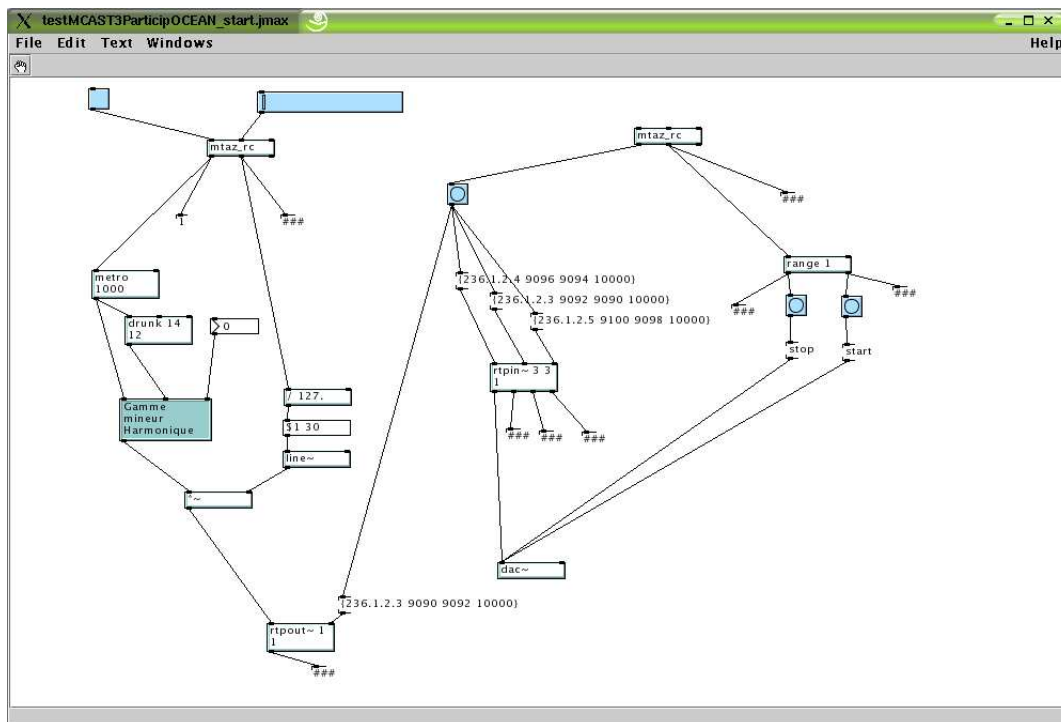 testMCAST3ParticipOCEAN_start.jmax
File Edit Text Windows Help
mtaz_rc
mtaz_rc
###
1
###
{236.1.2.4 9096 9094 10000}
{236.1.2.3 9092 9090 10000}
{236.1.2.5 9100 9098 10000}
range 1
###
###
metro
1000
drunk 14
12
0
stop
start
rtpin~ 3 3
1
/ 127.
Gamme
mineur
Harmonique
$1 30
###
###
###
line~
*~
dac~
{236.1.2.3 9090 9092 10000}
rtpout~ 1
1
###